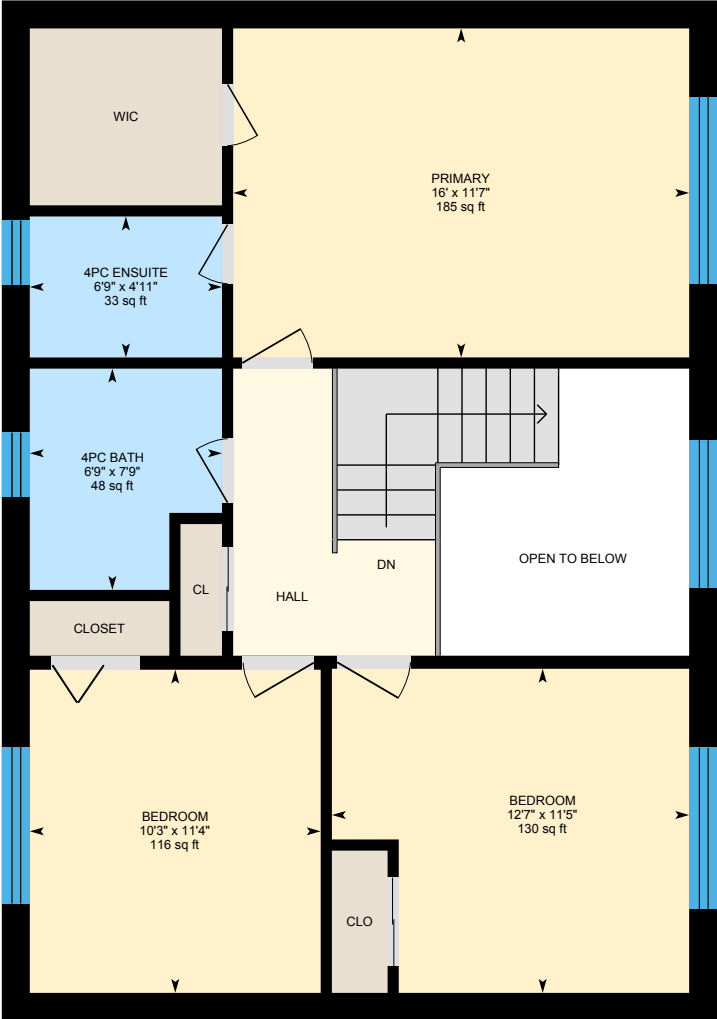 WIC
PRIMARY
16' x 11'7"
185 sq ft
4PC ENSUITE
6'9" x 4'11"
33 sq ft
4PC BATH
6'9" x 7'9"
48 sq ft
OPEN TO BELOW
DN
CL
HALL
CLOSET
BEDROOM
10'3" x 11'4"
116 sq ft
BEDROOM
12'7" x 11'5"
130 sq ft
CLO